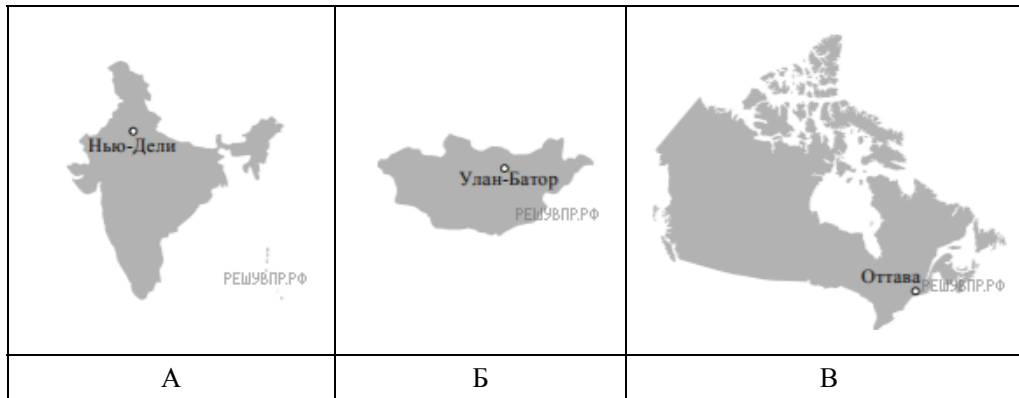 Нью-Дели
РЕШУВПР.РФ
Улан-Батор
РЕШУВПР.РФ
Оттава
РЕШУВПР.РФ
А
Б
В